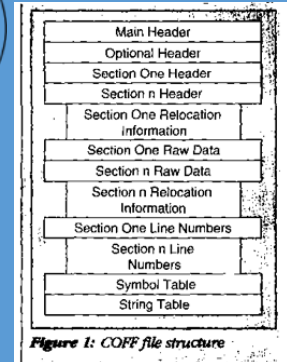 Main Header
Optional Header
Section One Header
Section n Header
Section One Relocation
Information
Section One Raw Data
Section n Raw Data
Section n Relocation
Information
Section One Line Numbers
Section n Line
Numbers
Symbol Table
String Table
Figure 1: COFF file structure